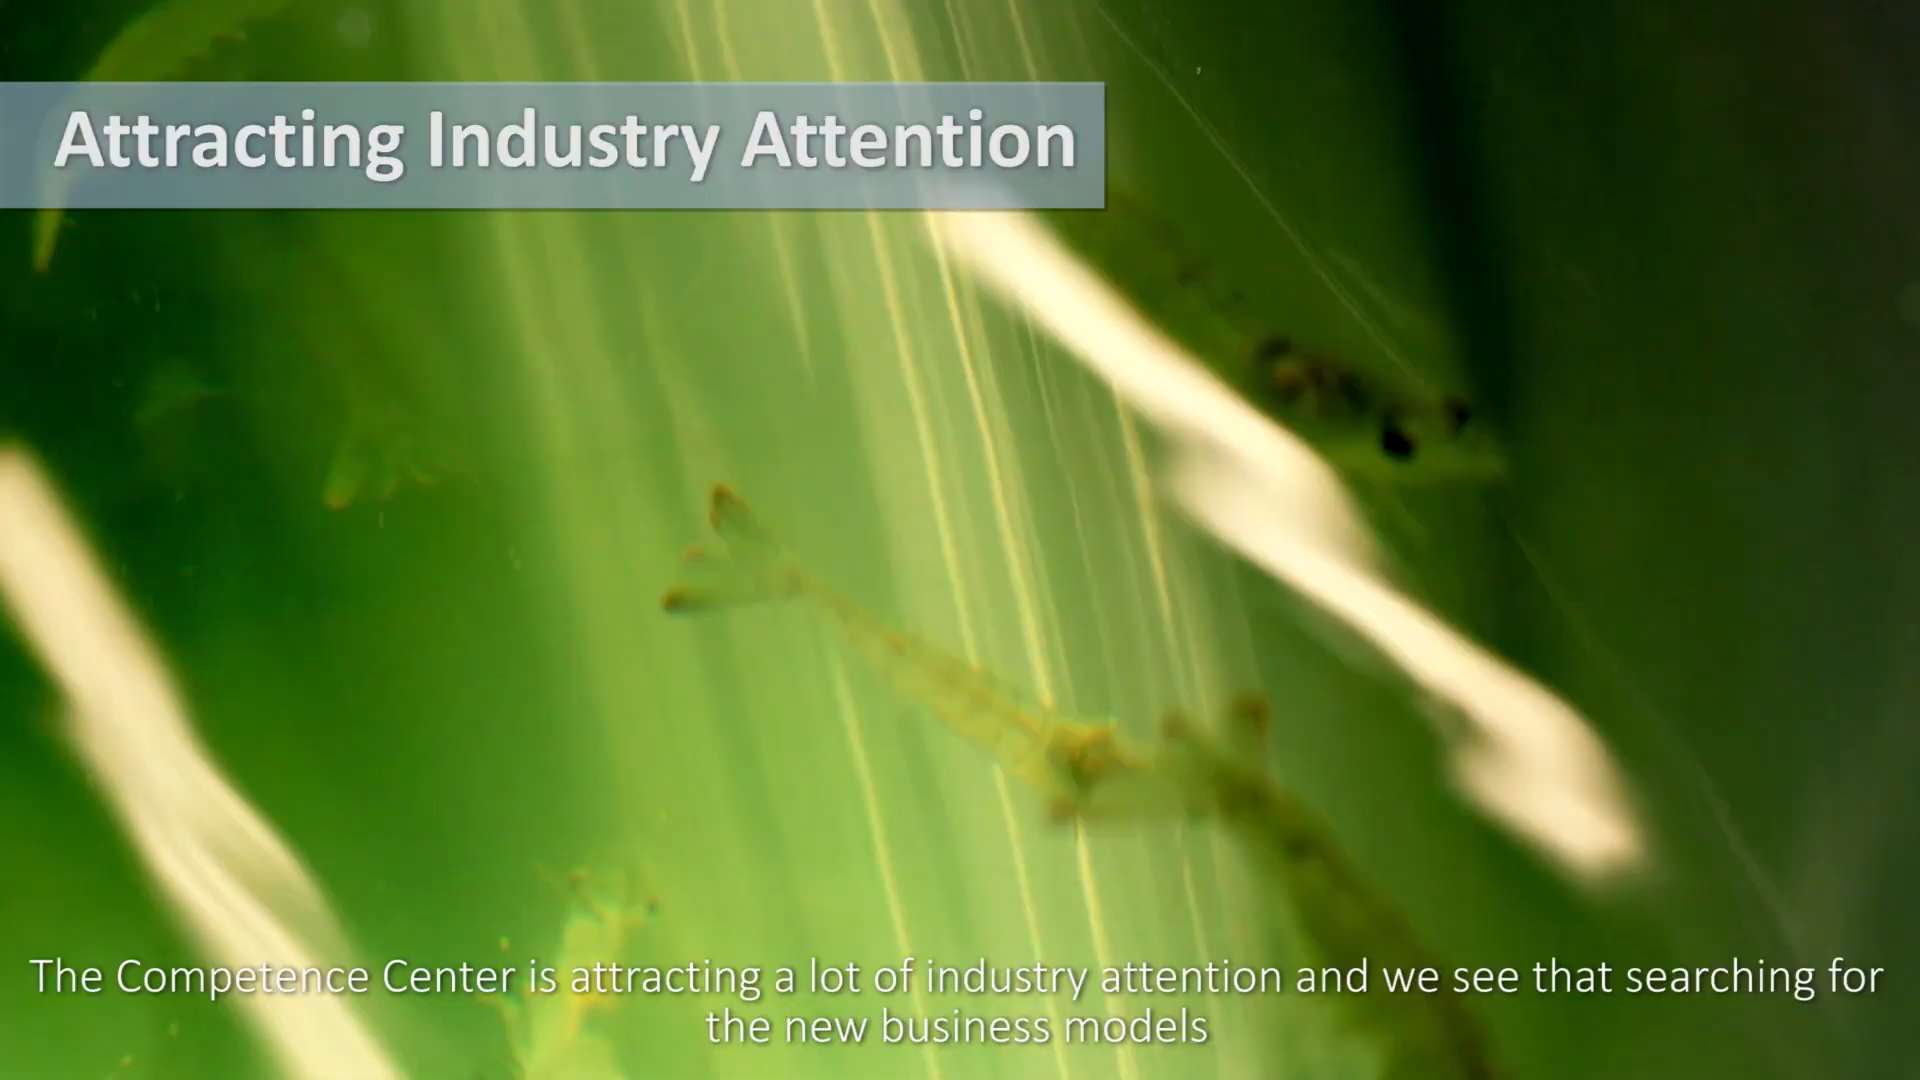 Attracting Industry Attention
The Competence Center is attracting a lot of industry attention and we see that searching for
the new business models